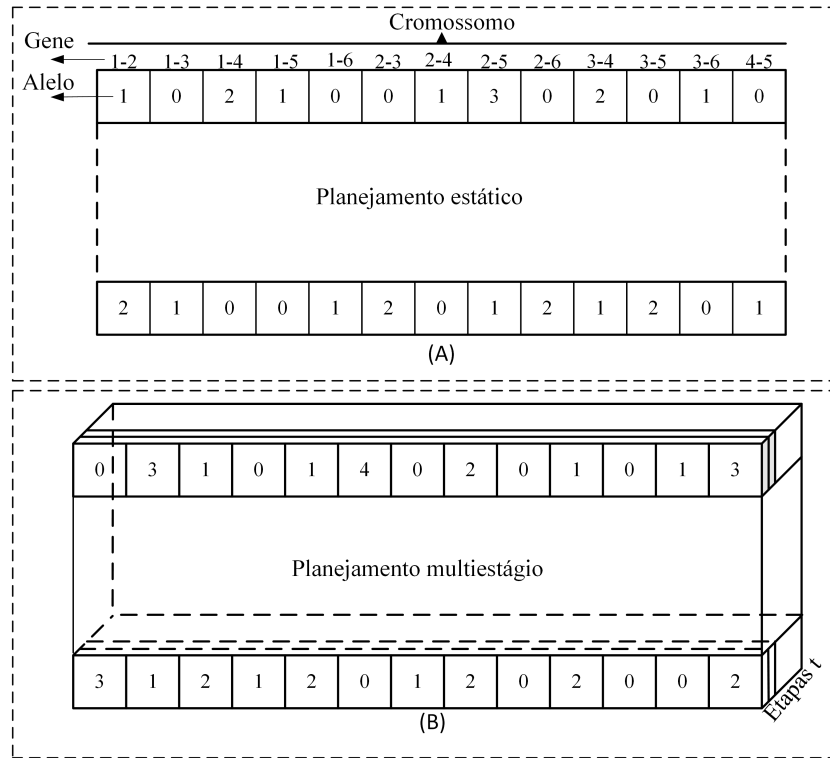 Cromossomo
Gene
1-2 1-3 1-4 1-5 1-6 2-3 2-4 2-5 2-6 3-4 3-5 3-6 4-5
Alelo
1 0 2 1 0 0 1 3 0 2 0 1 0
Planejamento estático
2 1 0 0 1 2 0 1 2 1 2 0 1
(A)
0 3 1 0 1 4 0 2 0 1 0 1 3
Planejamento multiestágio
3 1 2 1 2 0 1 2 0 2 0 0 2
Etapas t
(B)